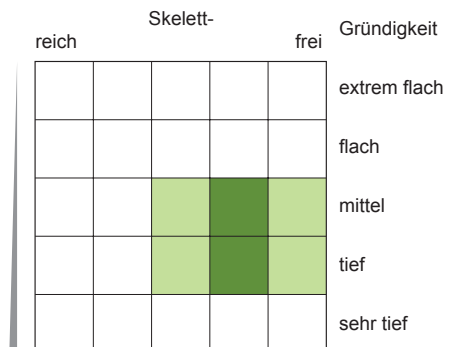 Skelett-
reich frei
Gründigkeit
extrem flach
flach
mittel
tief
sehr tief